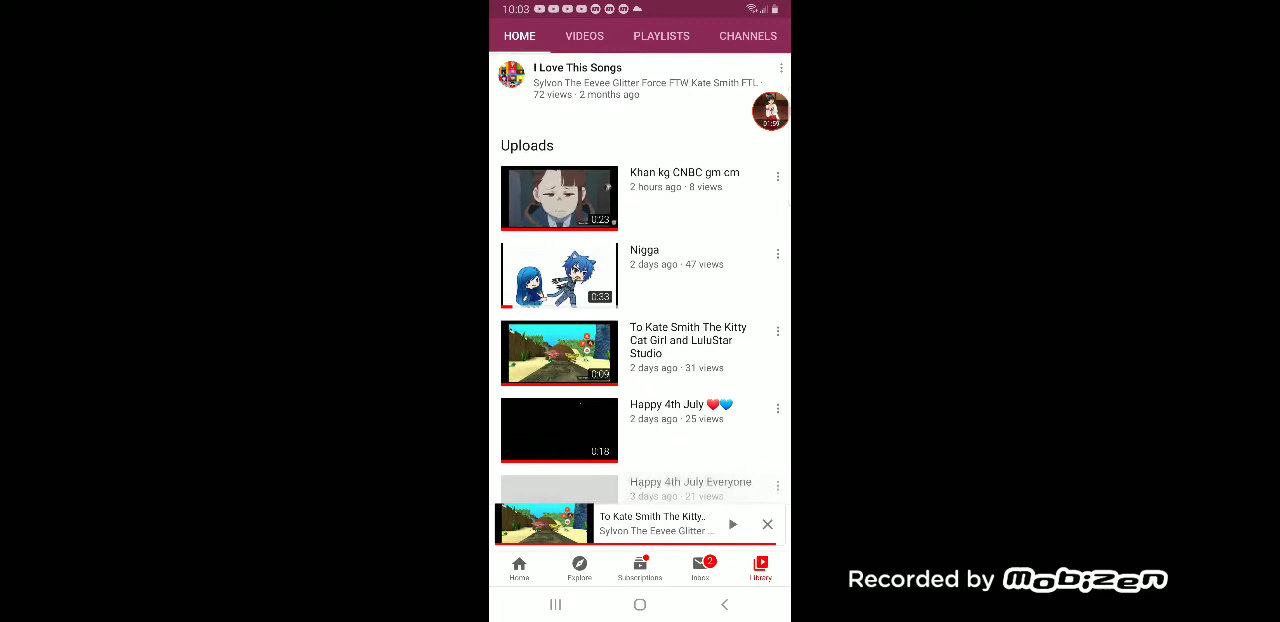 10:03
HOME VIDEOS PLAYLISTS CHANNELS
I Love This Songs
Sylvon The Eevee Glitter Force FTW Kate Smith FTL ·
72 views · 2 months ago
01:59
Uploads
Khan kg CNBC gm cm
2 hours ago · 8 views
0:23
Nigga
2 days ago · 47 views
0:33
To Kate Smith The Kitty
Cat Girl and LuluStar
Studio
2 days ago · 31 views
0:09
Happy 4th July ❤️💙
2 days ago · 25 views
0:18
Happy 4th July Everyone
3 days ago · 21 views
To Kate Smith The Kitty..
Sylvon The Eevee Glitter ...
2
Home Explore Subscriptions Inbox Library
Recorded by mobizen